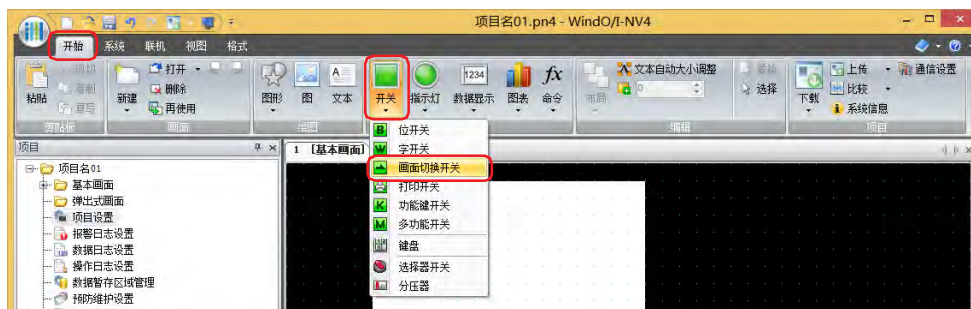 项目名01.pn4 - WindO/I-NV4
开始 系统 联机 视图 格式
粘贴 剪切 复制 新建 打开 删除 再使用 图形 图 文本 开关 指示灯 数据显示 图表 命令 布局 文本自动大小调整 0 选择 下载 上传 比较 系统信息 通信设置
A 1234 fx
剪贴板 画面 绘图 编辑 项目
项目
1 [基本画面]
项目名01
基本画面
弹出式画面
项目设置
报警日志设置
数据日志设置
操作日志设置
数据暂存区域管理
预防维护设置
B 位开关
W 字开关
画面切换开关
打印开关
K 功能键开关
M 多功能开关
键盘
选择器开关
分压器